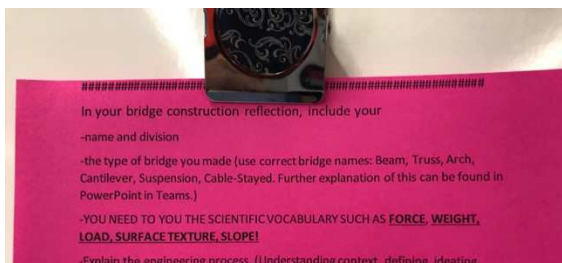 ################### ########################
In your bridge construction reflection, include your
-name and division
-the type of bridge you made (use correct bridge names: Beam, Truss, Arch,
Cantilever, Suspension, Cable-Stayed. Further explanation of this can be found in
PowerPoint in Teams.)
-YOU NEED TO YOU THE SCIENTIFIC VOCABULARY SUCH AS FORCE, WEIGHT,
LOAD, SURFACE TEXTURE, SLOPE!
-Explain the engineering process. (Understanding context, defining, ideating,